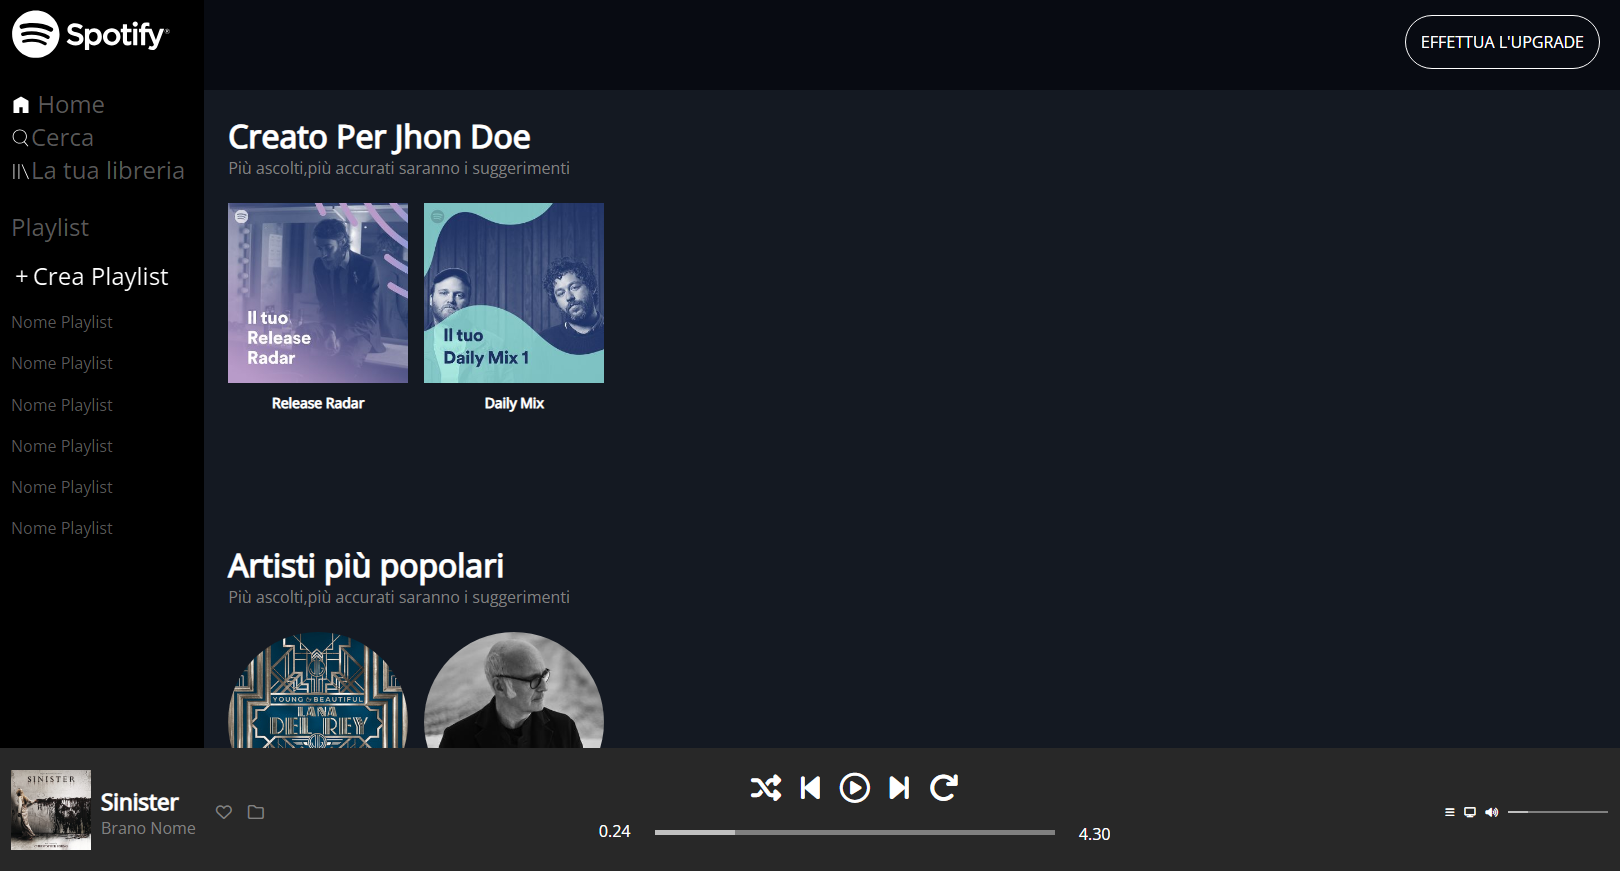 Spotify®
Home
Cerca
La tua libreria
Playlist
+ Crea Playlist
Nome Playlist
Nome Playlist
Nome Playlist
Nome Playlist
Nome Playlist
Nome Playlist
EFFETTUA L'UPGRADE
Creato Per Jhon Doe
Più ascolti,più accurati saranno i suggerimenti
Il tuo
Release
Radar
Il tuo
Daily Mix 1
Release Radar
Daily Mix
Artisti più popolari
Più ascolti,più accurati saranno i suggerimenti
YOUNG & BEAUTIFUL
LANA
DEL REY
SINISTER
Sinister
Brano Nome
0.24
4.30